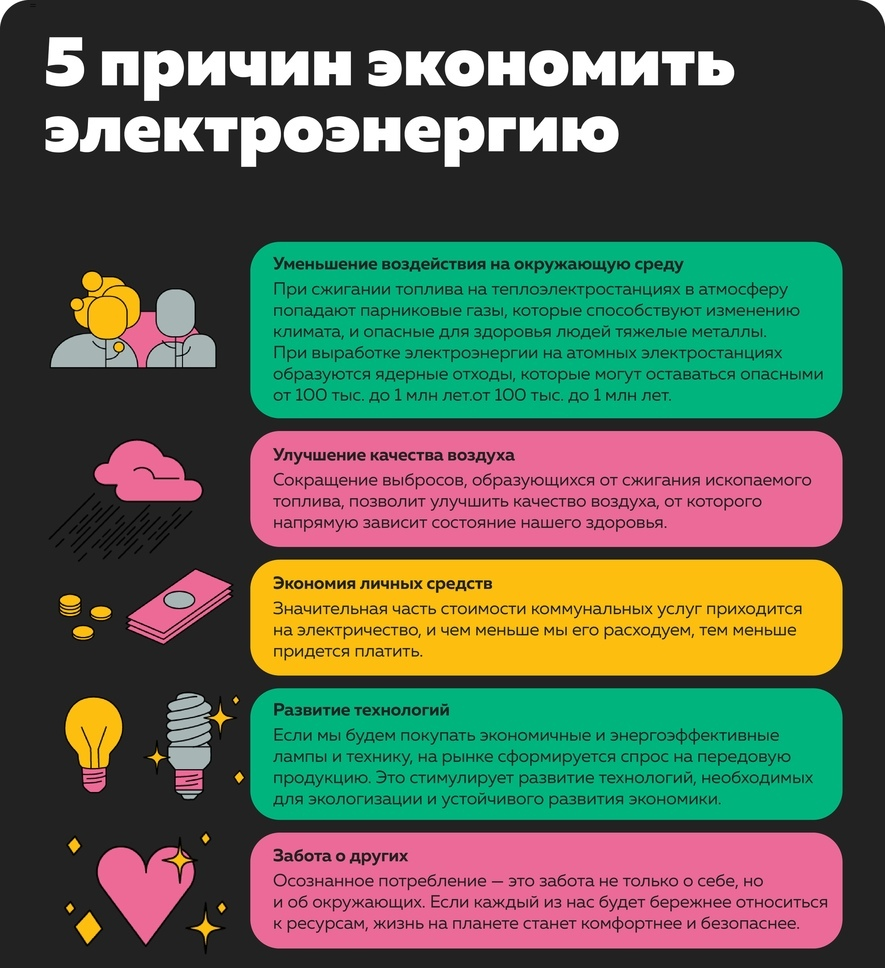 5 причин экономить
электроэнергию
Уменьшение воздействия на окружающую среду
При сжигании топлива на теплоэлектростанциях в атмосферу
попадают парниковые газы, которые способствуют изменению
климата, и опасные для здоровья людей тяжелые металлы.
При выработке электроэнергии на атомных электростанциях
образуются ядерные отходы, которые могут оставаться опасными
от 100 тыс. до 1 млн лет.от 100 тыс. до 1 млн лет.
Улучшение качества воздуха
Сокращение выбросов, образующихся от сжигания ископаемого
топлива, позволит улучшить качество воздуха, от которого
напрямую зависит состояние нашего здоровья.
Экономия личных средств
Значительная часть стоимости коммунальных услуг приходится
на электричество, и чем меньше мы его расходуем, тем меньше
придется платить.
Развитие технологий
Если мы будем покупать экономичные и энергоэффективные
лампы и технику, на рынке сформируется спрос на передовую
продукцию. Это стимулирует развитие технологий, необходимых
для экологизации и устойчивого развития экономики.
Забота о других
Осознанное потребление — это забота не только о себе, но
и об окружающих. Если каждый из нас будет бережнее относиться
к ресурсам, жизнь на планете станет комфортнее и безопаснее.